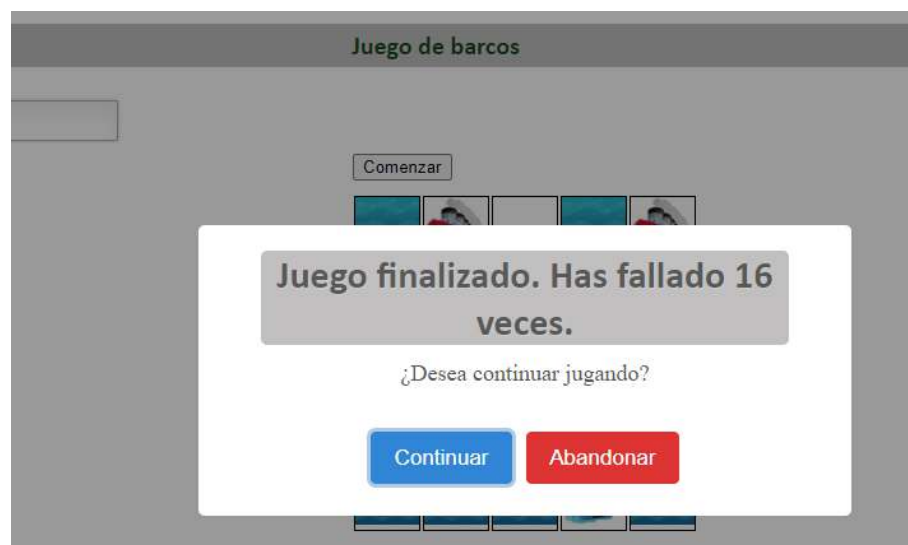 Juego de barcos
Comenzar
Juego finalizado. Has fallado 16
veces.
¿Desea continuar jugando?
Continuar
Abandonar